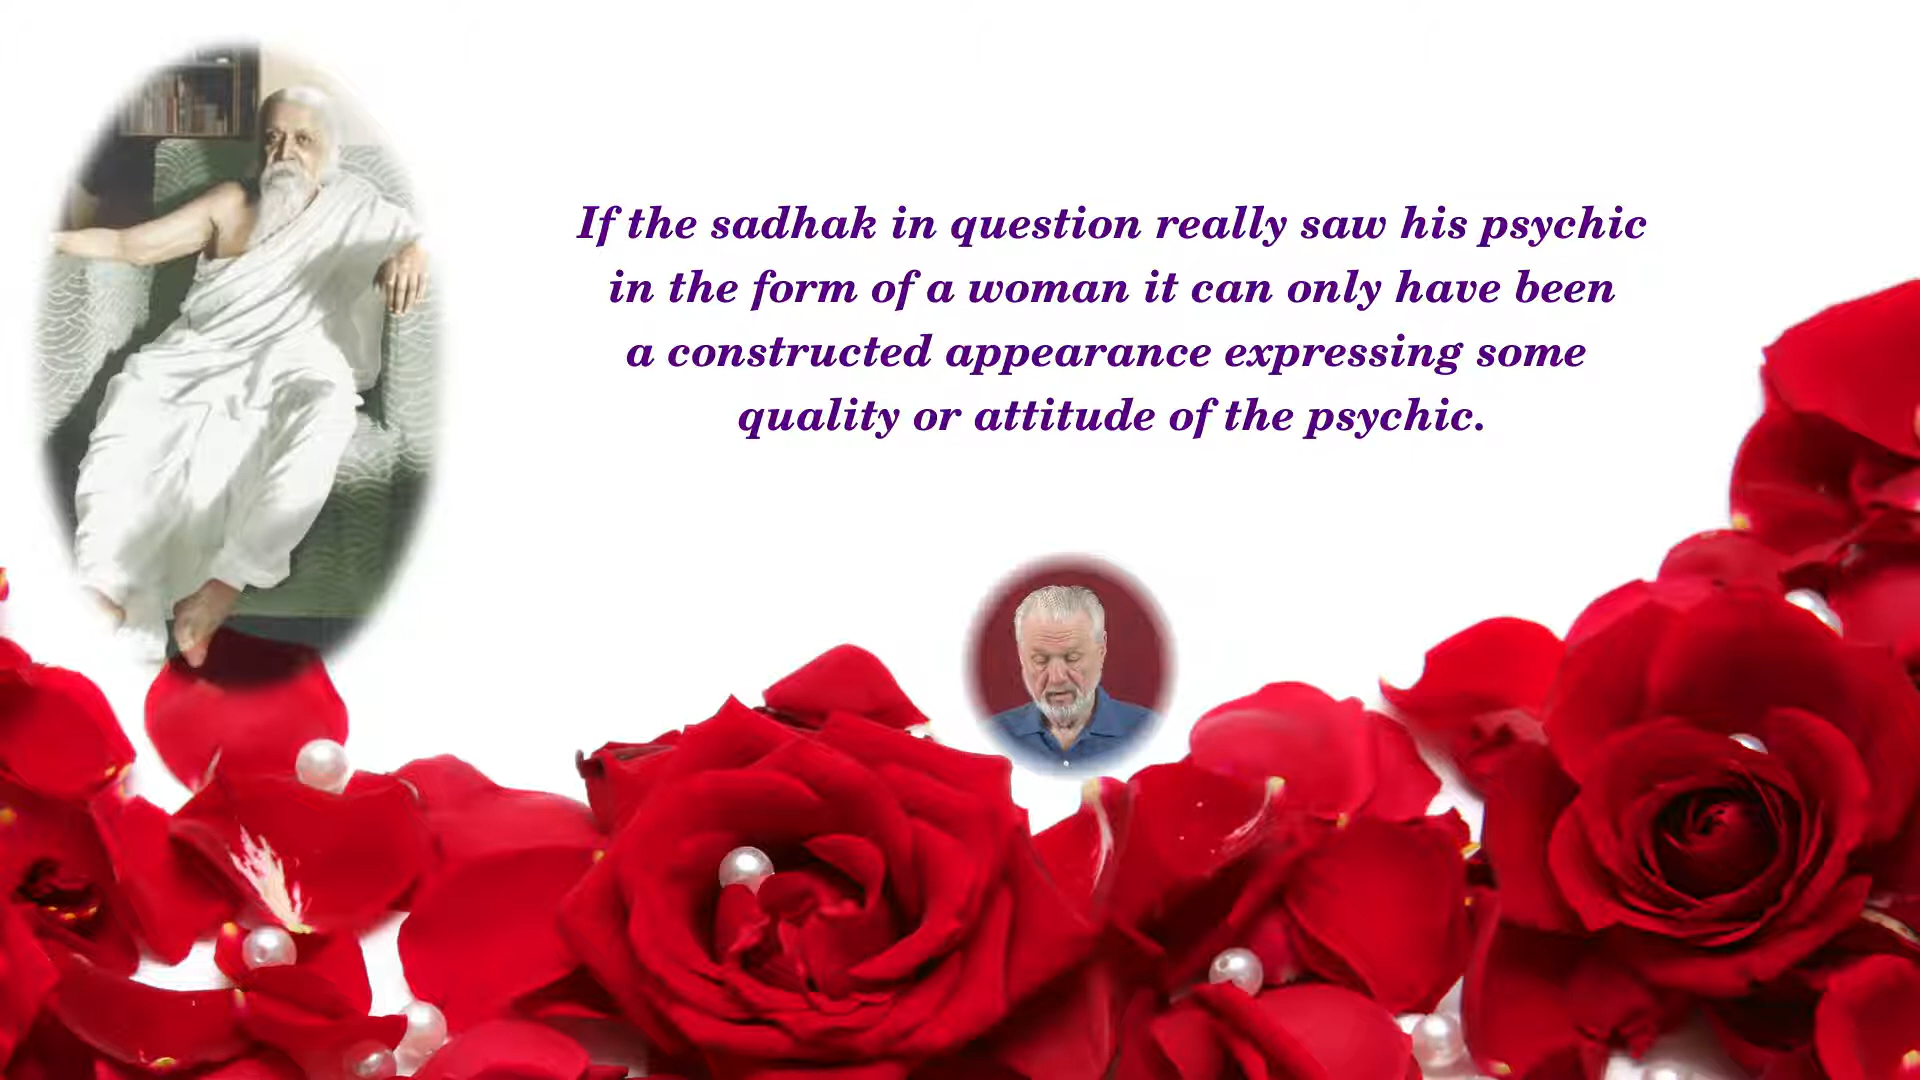 If the sadhak in question really saw his psychic
in the form of a woman it can only have been
a constructed appearance expressing some
quality or attitude of the psychic.